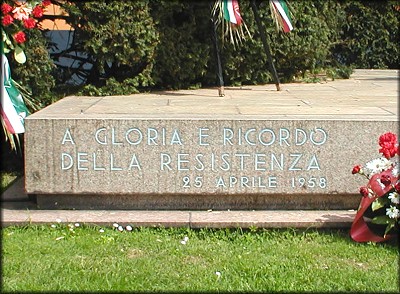 A GLORIA E RICORDO
DELLA RESISTENZA
25 APRILE 1958